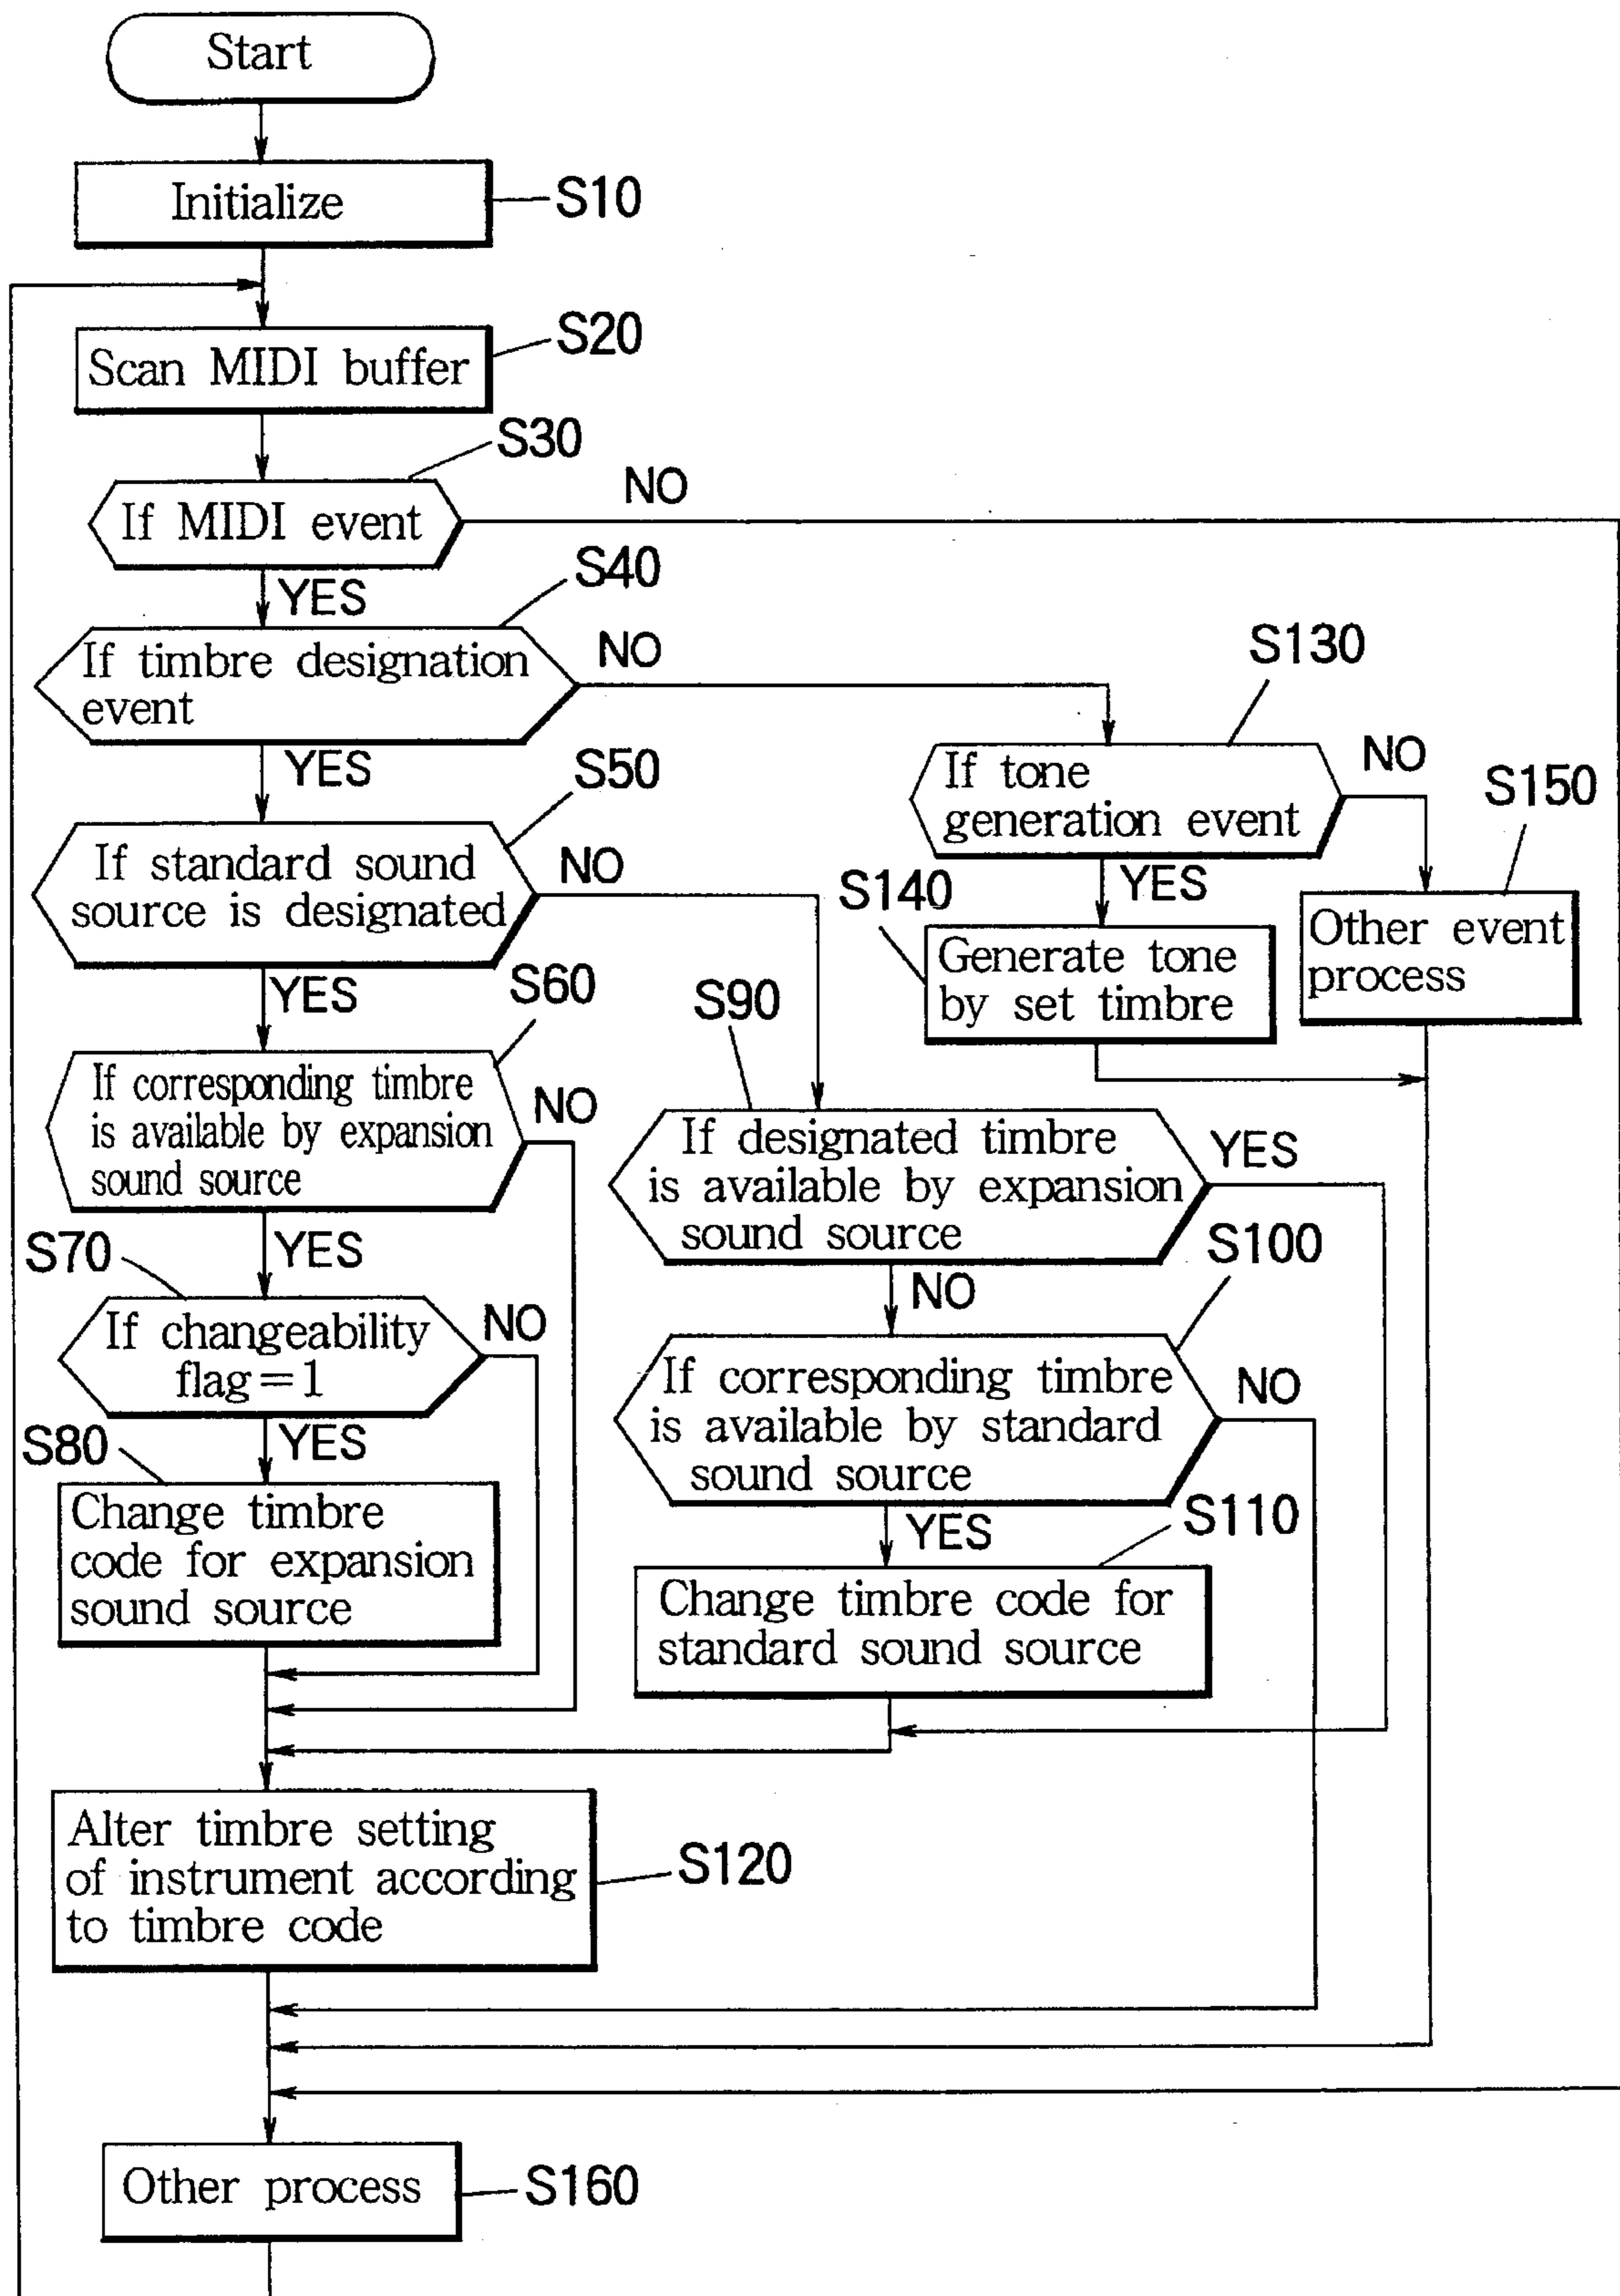 Start
Initialize
S10
Scan MIDI buffer
S20
S30
If MIDI event
NO
YES
S40
If timbre designation
event
NO
YES
S130
If tone
generation event
NO
YES
S150
Other event
process
S140
Generate tone
by set timbre
S50
If standard sound
source is designated
NO
YES
S60
If corresponding timbre
is available by expansion
sound source
NO
YES
S90
If designated timbre
is available by expansion
sound source
YES
NO
S70
If changeability
flag=1
NO
YES
S100
If corresponding timbre
is available by standard
sound source
NO
YES
S80
Change timbre
code for expansion
sound source
S110
Change timbre code for
standard sound source
Alter timbre setting
of instrument according
to timbre code
S120
Other process
S160